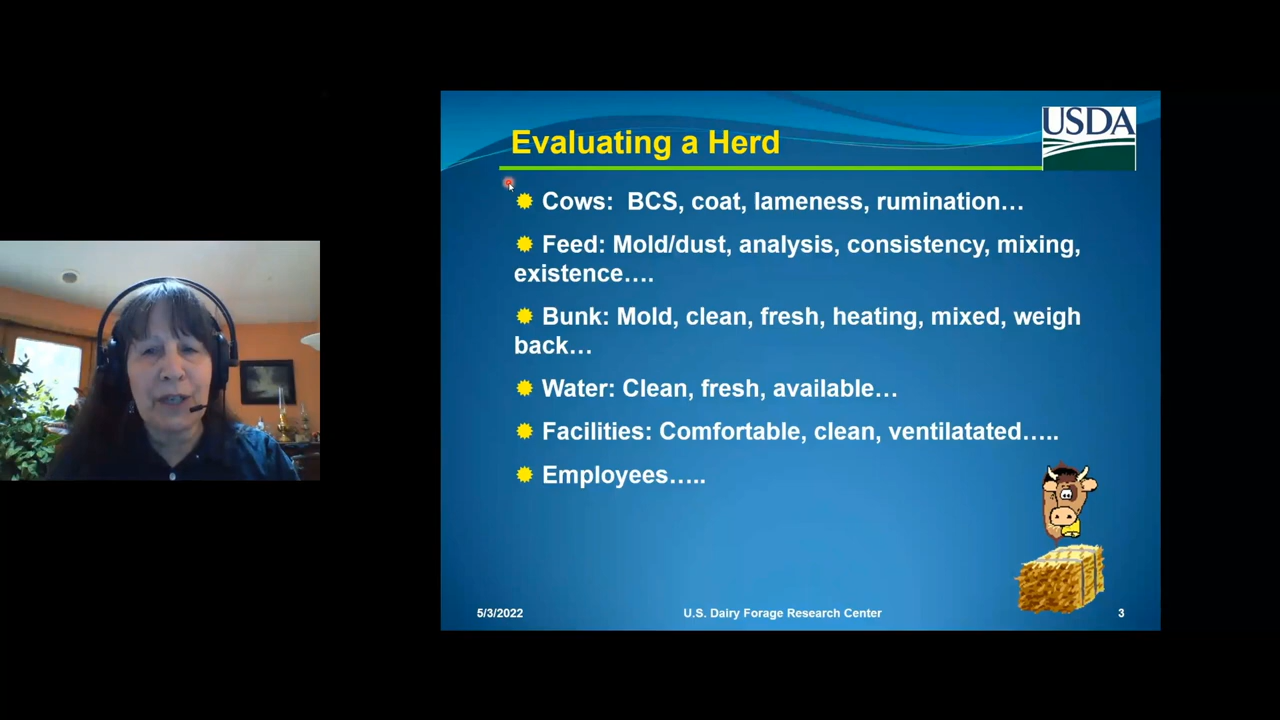 Evaluating a Herd
USDA
Cows: BCS, coat, lameness, rumination…
Feed: Mold/dust, analysis, consistency, mixing,
existence….
Bunk: Mold, clean, fresh, heating, mixed, weigh
back…
Water: Clean, fresh, available…
Facilities: Comfortable, clean, ventilatated…..
Employees…..
5/3/2022
U.S. Dairy Forage Research Center
3